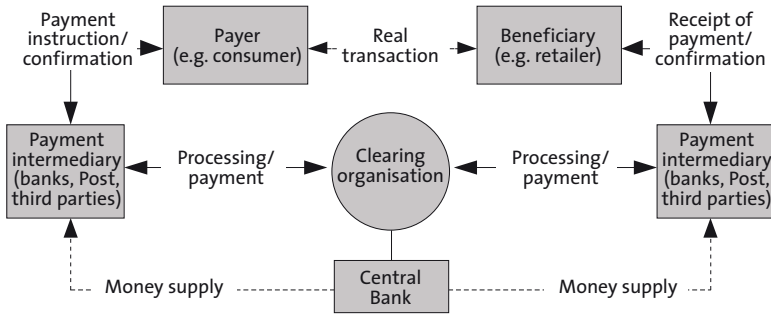 Payment
instruction/
confirmation
Payer
(e.g. consumer)
Real
transaction
Beneficiary
(e.g. retailer)
Receipt of
payment/
confirmation
Payment
intermediary
(banks, Post,
third parties)
Processing/
payment
Clearing
organisation
Processing/
payment
Payment
intermediary
(banks, Post,
third parties)
Money supply
Central
Bank
Money supply